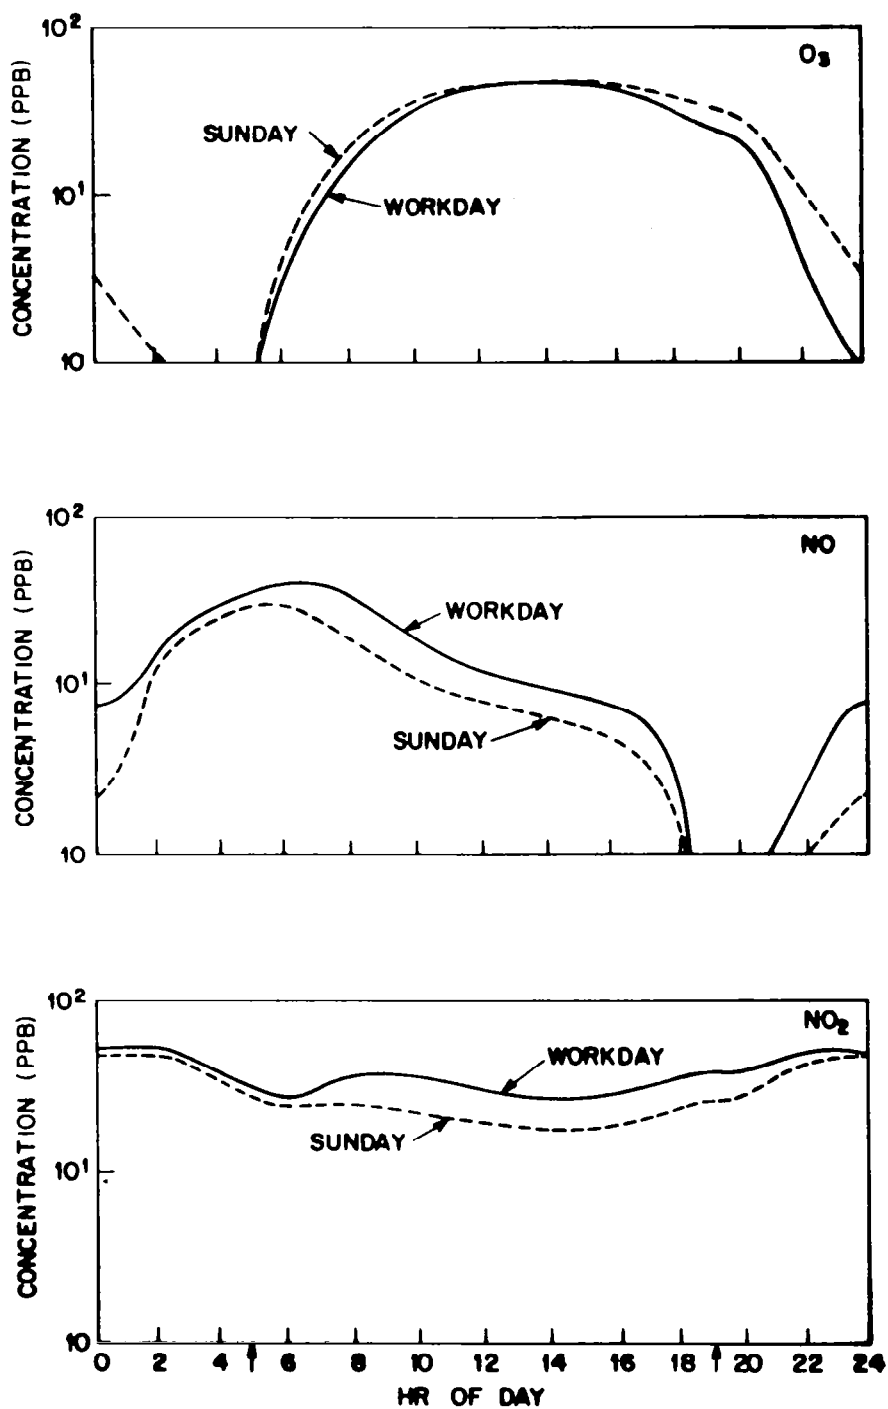 10²
O₃
CONCENTRATION (PPB)
SUNDAY
10¹
WORKDAY
10
10²
NO
CONCENTRATION (PPB)
WORKDAY
10¹
SUNDAY
10
10²
NO₂
CONCENTRATION (PPB)
WORKDAY
SUNDAY
10¹
10
0 2 4 6 8 10 12 14 16 18 20 22 24
HR OF DAY